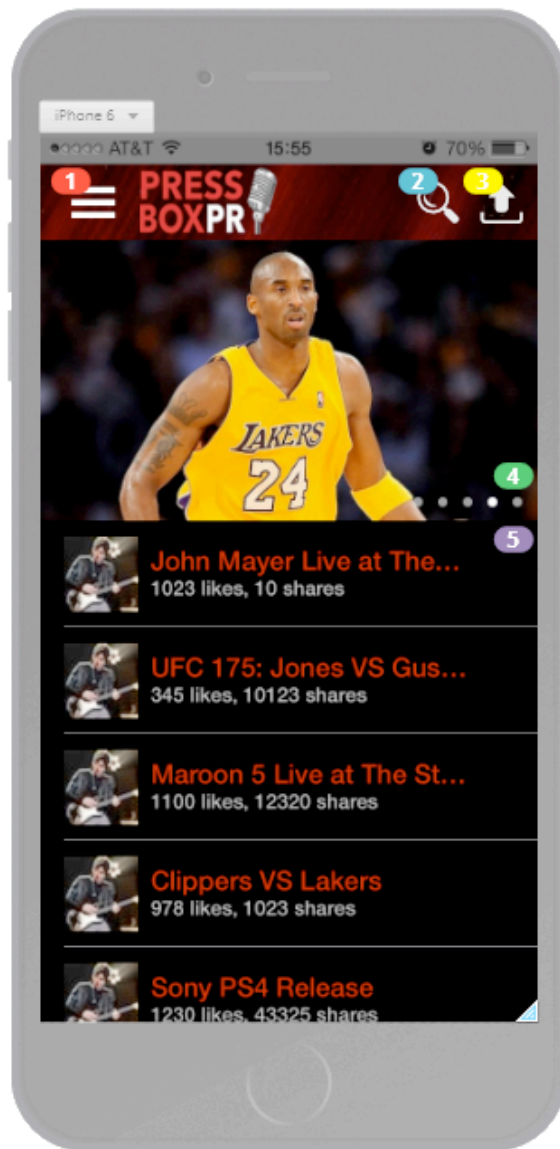 iPhone 6
AT&T 15:55 70%
1 PRESS 2 3
BOXPR
LAKERS
24
4
5
John Mayer Live at The...
1023 likes, 10 shares
UFC 175: Jones VS Gus...
345 likes, 10123 shares
Maroon 5 Live at The St...
1100 likes, 12320 shares
Clippers VS Lakers
978 likes, 1023 shares
Sony PS4 Release
1230 likes, 43325 shares